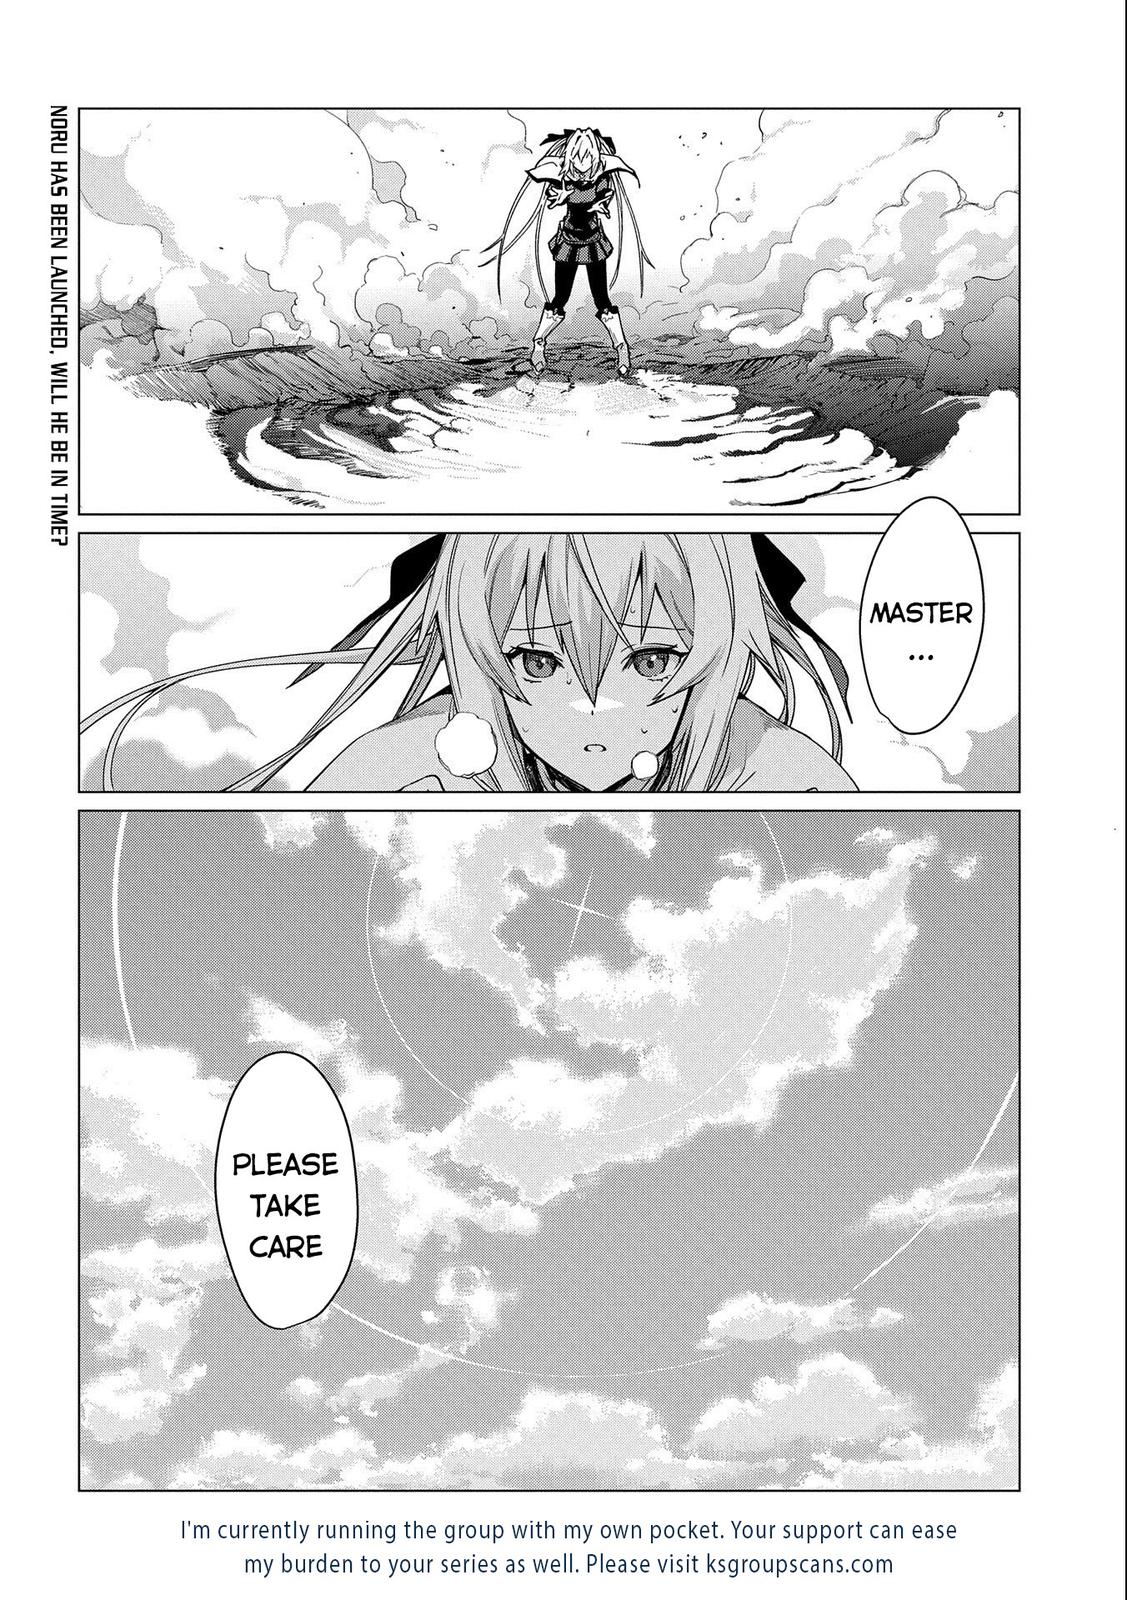 NORU HAS BEEN LAUNCHED, WILL HE BE IN TIME?
MASTER
...
PLEASE
TAKE
CARE
I'm currently running the group with my own pocket. Your support can ease
my burden to your series as well. Please visit ksgroupscans.com